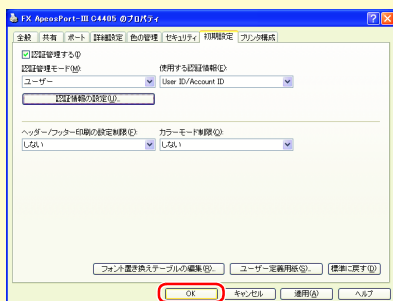 FX ApeosPort-III C4405 のプロパティ
全般 共有 ポート 詳細設定 色の管理 セキュリティ 初期設定 プリンタ構成
認証管理する(I)
認証管理モード(M): 使用する認証情報(E):
ユーザー User ID/Account ID
認証情報の設定(U)...
ヘッダー/フッター印刷の設定制限(F): カラーモード制限(Q):
しない しない
フォント置き換えテーブルの編集(R)... ユーザー定義用紙(S)... 標準に戻す(D)
OK キャンセル 適用(A) ヘルプ